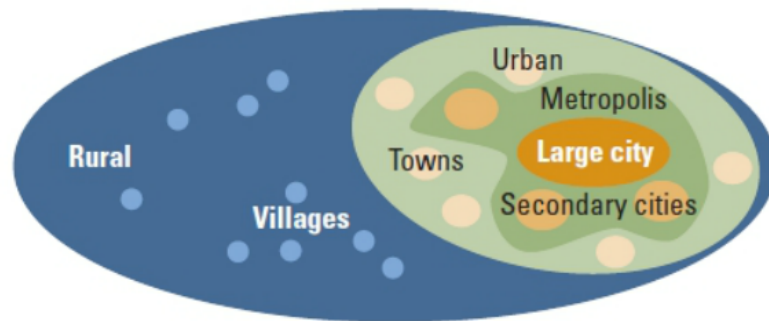 Urban
Metropolis
Rural
Towns
Large city
Villages
Secondary cities